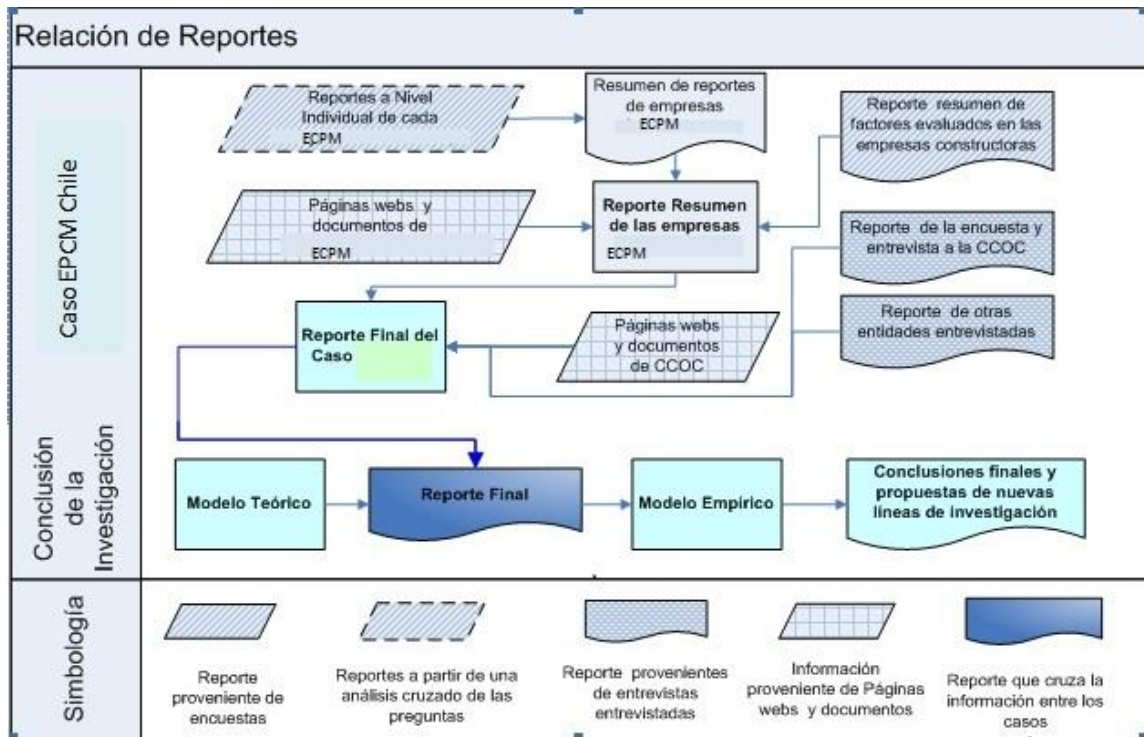 Relación de Reportes
Caso EPCM Chile
Reportes a Nivel
Individual de cada
ECPM
Resumen de reportes
de empresas
ECPM
Reporte resumen de
factores evaluados en las
empresas constructoras
Páginas webs y
documentos de
ECPM
Reporte Resumen
de las empresas
ECPM
Reporte de la encuesta y
entrevista a la CCOC
Reporte Final del
Caso
Páginas webs
y documentos
de CCOC
Reporte de otras
entidades entrevistadas
Conclusión
de la
Investigación
Modelo Teórico
Reporte Final
Modelo Empírico
Conclusiones finales y
propuestas de nuevas
líneas de investigación
Simbología
Reporte
proveniente de
encuestas
Reportes a partir de una
análisis cruzado de las
preguntas
Reporte provenientes
de entrevistas
entrevistadas
Información
proveniente de Páginas
webs y documentos
Reporte que cruza la
información entre los
casos